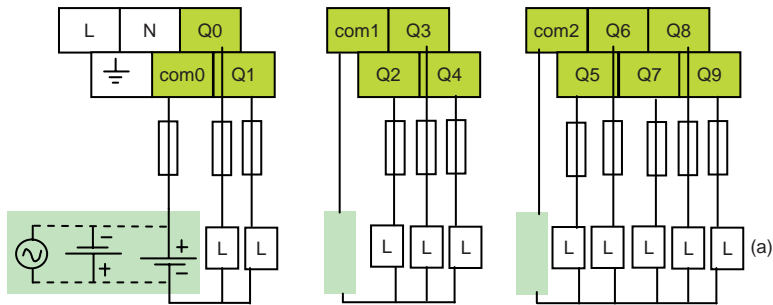 L N Q0 com1 Q3 com2 Q6 Q8
com0 Q1 Q2 Q4 Q5 Q7 Q9
- +
+ -
L L L L L L L L L L (a)